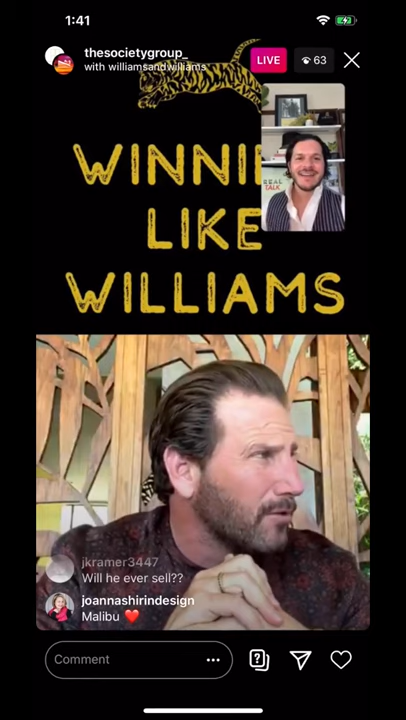 1:41
thesocietygroup_
with williamsandwilliams
LIVE
63
WINNI
LIKE
WILLIAMS
REAL
TALK
jkramer3447
Will he ever sell??
joannashirindesign
Malibu ❤️
Comment